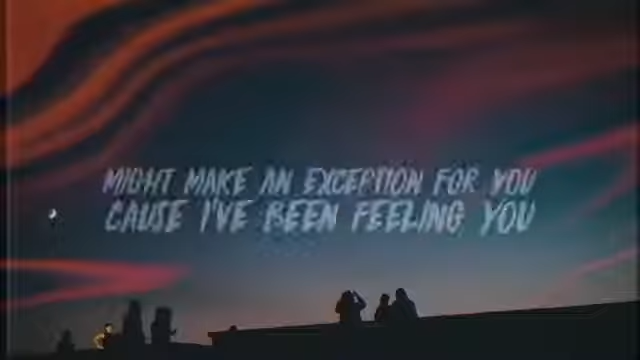 MIGHT MAKE AN EXCEPTION FOR YOU
CAUSE I'VE BEEN FEELING YOU